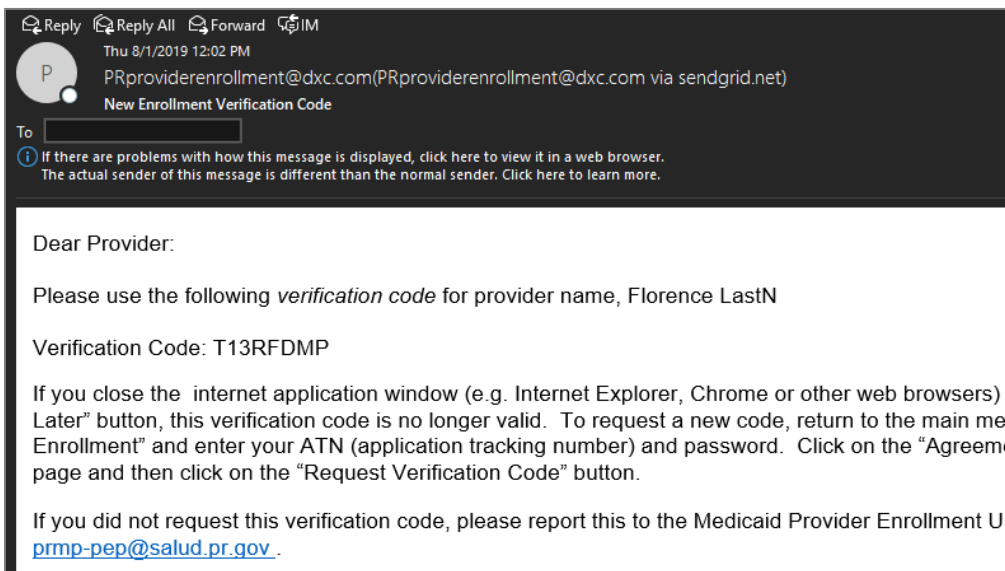 Reply Reply All Forward IM
Thu 8/1/2019 12:02 PM
P
PRproviderenrollment@dxc.com(PRproviderenrollment@dxc.com via sendgrid.net)
New Enrollment Verification Code
To
If there are problems with how this message is displayed, click here to view it in a web browser.
The actual sender of this message is different than the normal sender. Click here to learn more.
Dear Provider:
Please use the following verification code for provider name, Florence LastN
Verification Code: T13RFDMP
If you close the  internet application window (e.g. Internet Explorer, Chrome or other web browsers)
Later” button, this verification code is no longer valid.  To request a new code, return to the main me
Enrollment” and enter your ATN (application tracking number) and password.  Click on the “Agreeme
page and then click on the “Request Verification Code” button.
If you did not request this verification code, please report this to the Medicaid Provider Enrollment U
prmp-pep@salud.pr.gov .